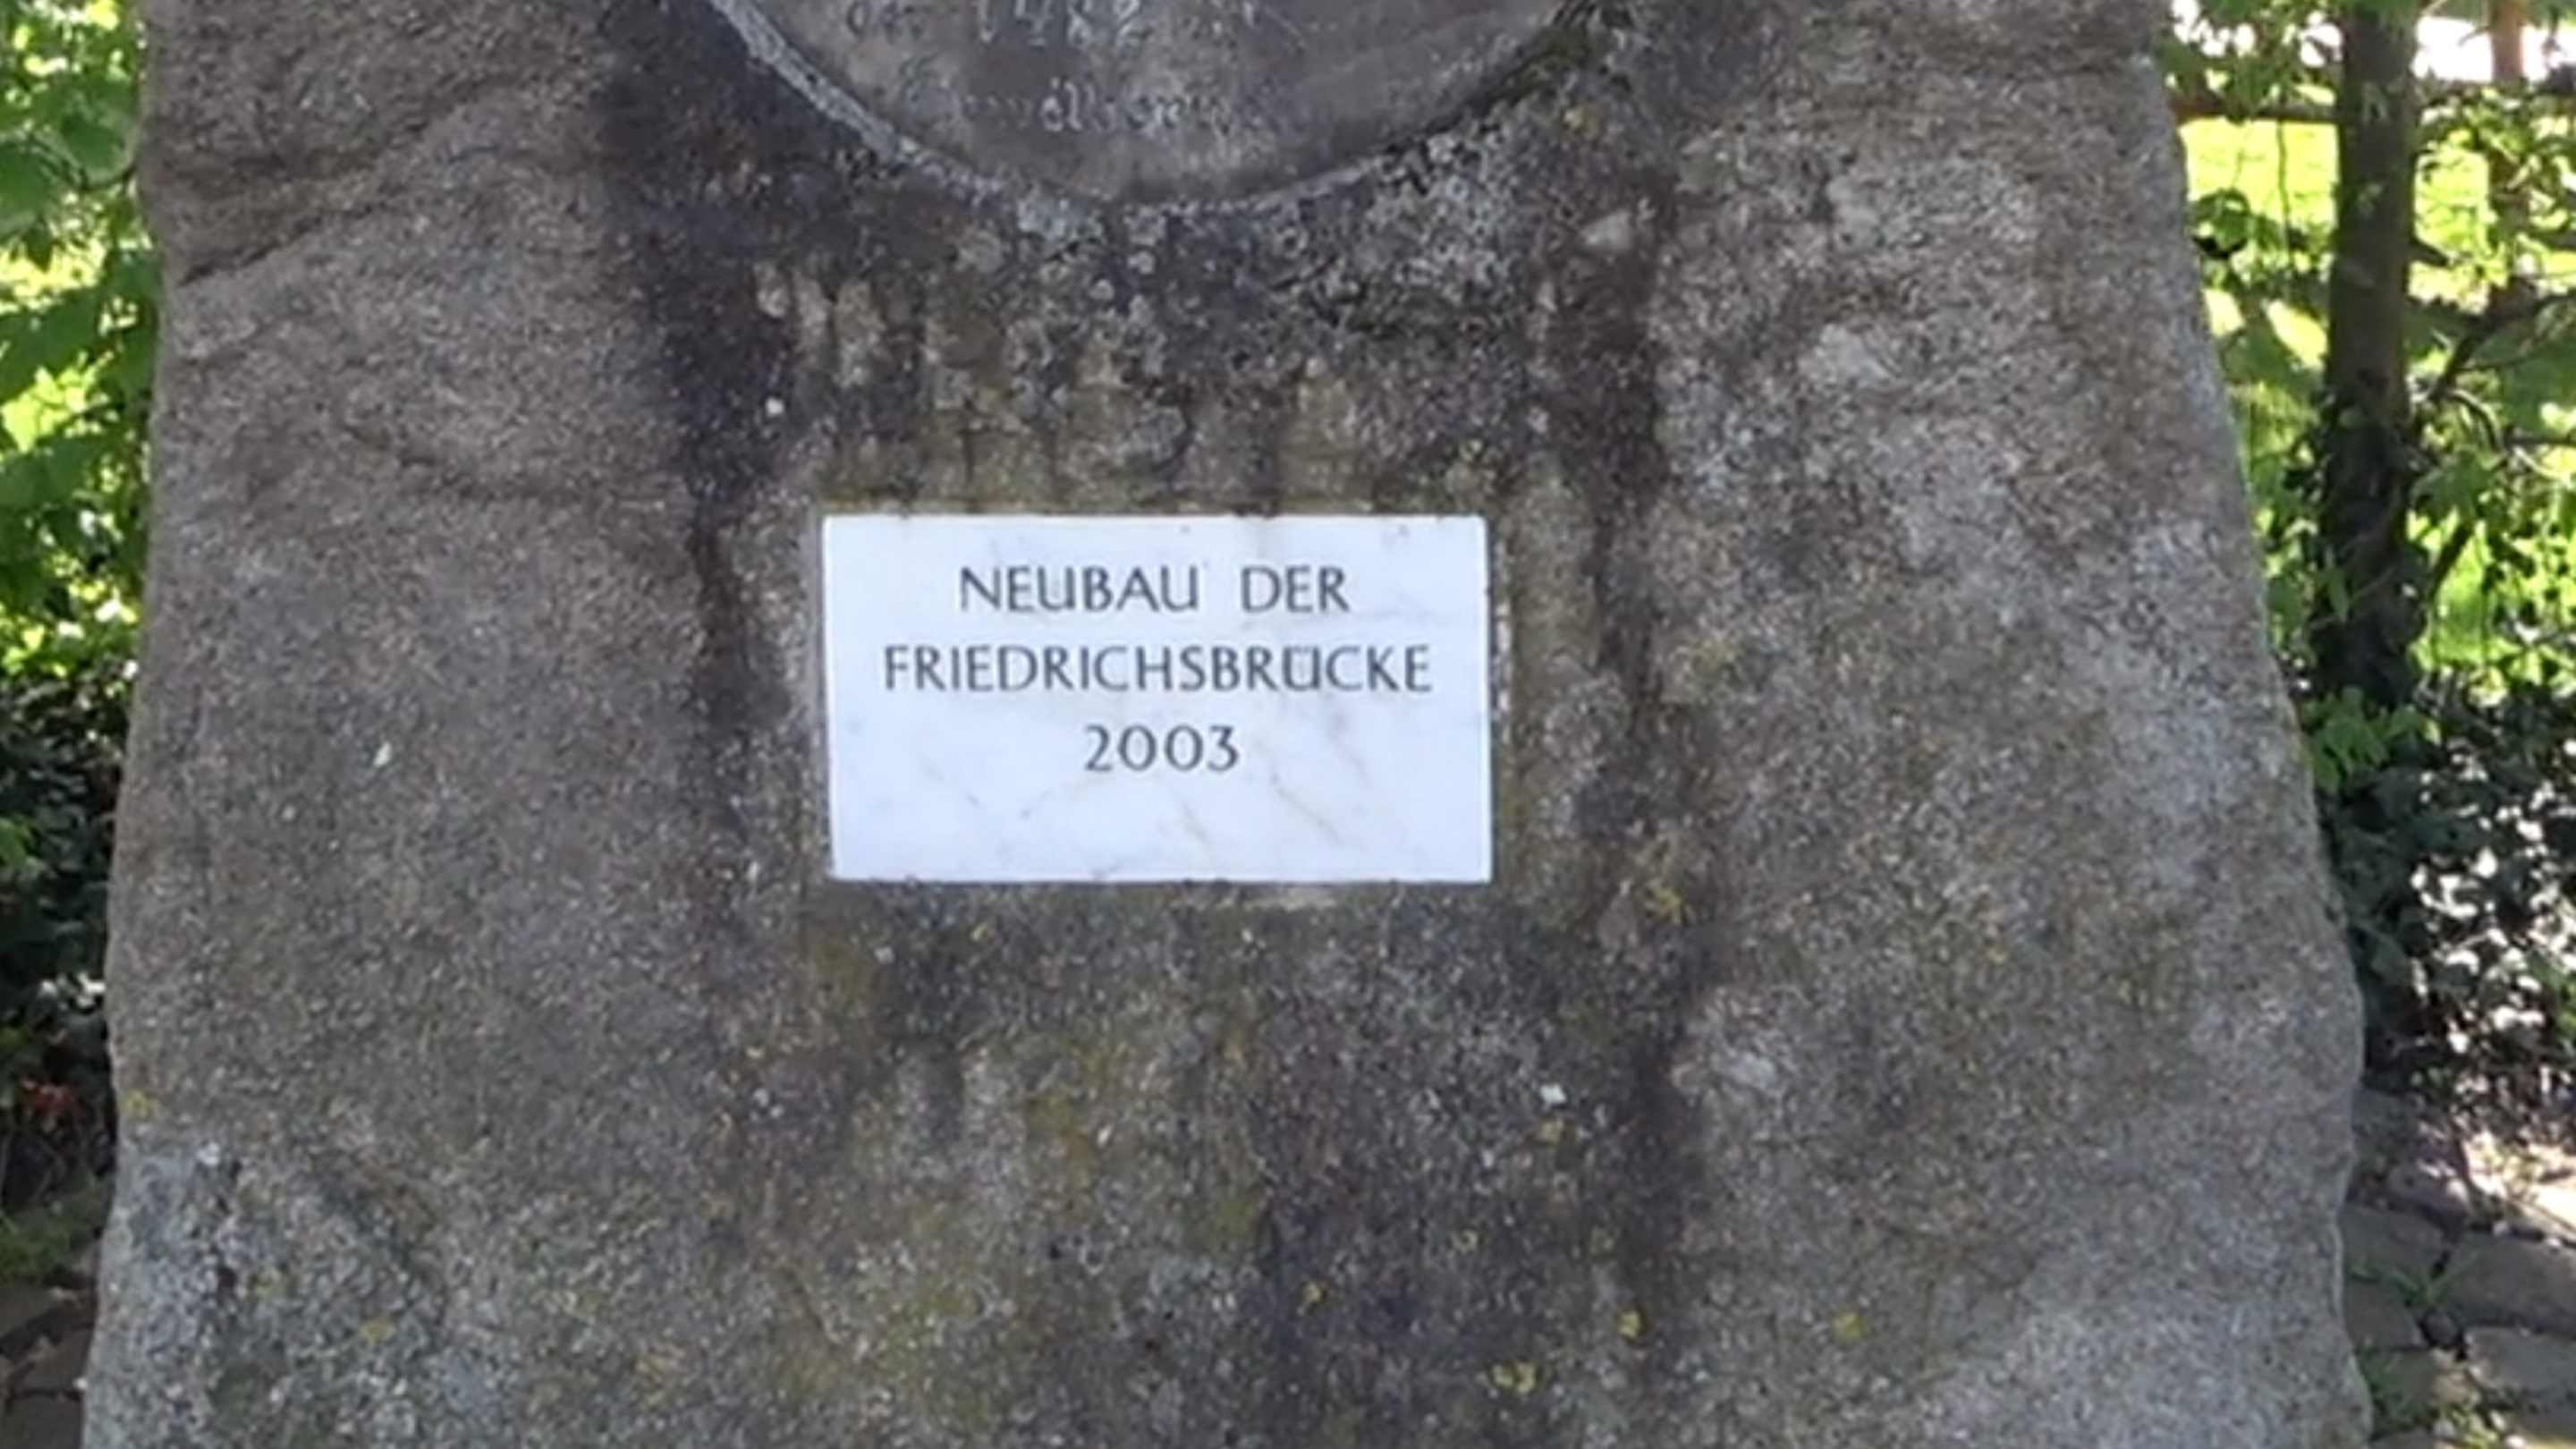 NEUBAU DER
FRIEDRICHSBRÜCKE
2003